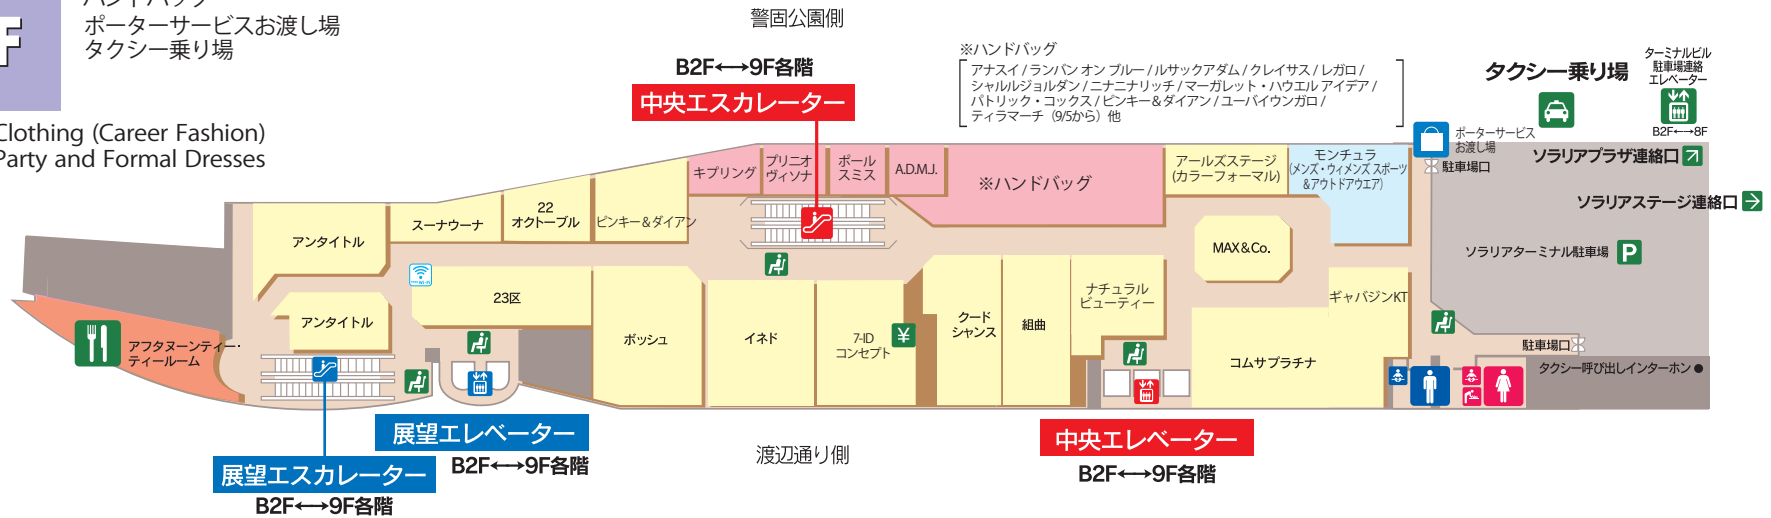 F
ハンドバッグ
ポーターサービスお渡し場
タクシー乗り場
Clothing (Career Fashion)
Party and Formal Dresses
警固公園側
B2F⟷9F各階
中央エスカレーター
※ハンドバッグ
アナスイ / ランバン オン ブルー / ルサックアダム / クレイサス / レガロ /
シャルルジョルダン / ニナニナリッチ / マーガレット・ハウエル アイデア /
パトリック・コックス / ピンキー&ダイアン / ユーバイウンガロ /
ティラマーチ (9/5から) 他
タクシー乗り場
ターミナルビル
駐車場連絡
エレベーター
B2F⟷8F
ポーターサービス
お渡し場
駐車場口
ソラリアプラザ連絡口
ソラリアステージ連絡口
ソラリアターミナル駐車場
P
駐車場口
タクシー呼び出しインターホン
キプリング
プリニオ
ヴィソナ
ポール
スミス
A.D.M.J.
※ハンドバッグ
アールズステージ
(カラーフォーマル)
モンチュラ
(メンズ・ウィメンズ スポーツ
&アウトドアウエア)
アンタイトル
スーナウーナ
22
オクトーブル
ピンキー&ダイアン
MAX&Co.
Wi-Fi
23区
アンタイトル
ボッシュ
イネド
7-ID
コンセプト
¥
クード
シャンス
組曲
ナチュラル
ビューティー
ギャバジンKT
コムサプラチナ
アフタヌーンティー・
ティールーム
展望エレベーター
B2F⟷9F各階
展望エスカレーター
B2F⟷9F各階
渡辺通り側
中央エレベーター
B2F⟷9F各階